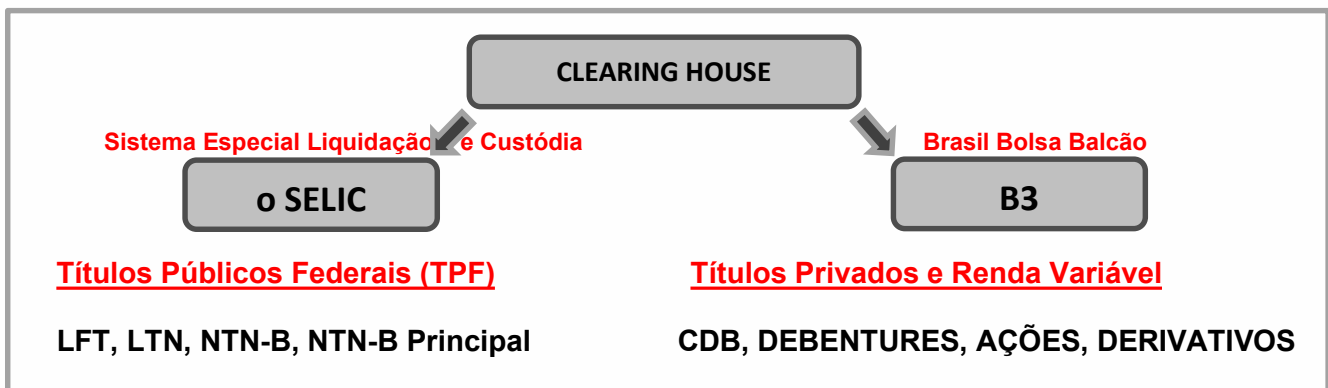 CLEARING HOUSE
Sistema Especial Liquidação e Custódia
Brasil Bolsa Balcão
o SELIC
B3
Títulos Públicos Federais (TPF)
Títulos Privados e Renda Variável
LFT, LTN, NTN-B, NTN-B Principal
CDB, DEBENTURES, AÇÕES, DERIVATIVOS